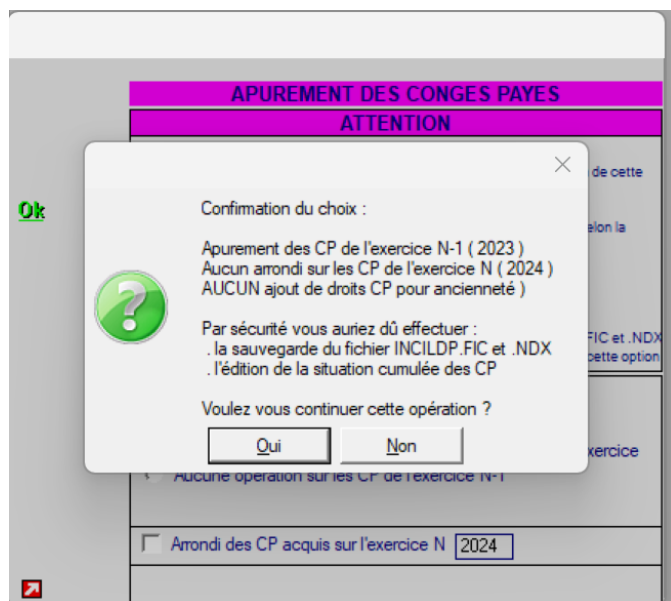 APUREMENT DES CONGES PAYES
ATTENTION
de cette
Ok
elon la
Confirmation du choix :
Apurement des CP de l'exercice N-1 ( 2023 )
Aucun arrondi sur les CP de l'exercice N ( 2024 )
AUCUN ajout de droits CP pour ancienneté )
Par sécurité vous auriez dû effectuer :
. la sauvegarde du fichier INCILDP.FIC et .NDX
. l'édition de la situation cumulée des CP
Voulez vous continuer cette opération ?
Oui Non
FIC et .NDX
cette option
xercice
Aucune opération sur les CP de l'exercice N-1
Arrondi des CP acquis sur l'exercice N 2024